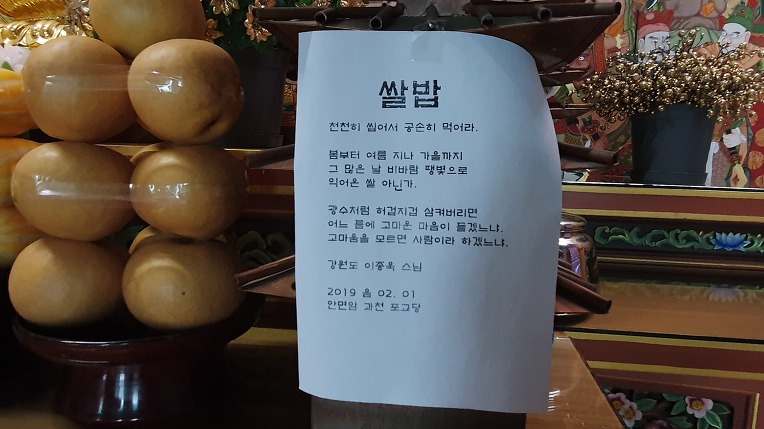 쌀밥
천천히 씹어서 공손히 먹어라.
봄부터 여름 지나 가을까지
그 많은 날 비바람 땡볕으로
익어온 쌀 아닌가.
광수처럼 허겁지겁 삼켜버리면
어느 틈에 고마운 마음이 들겠느냐.
고마움을 모르면 사람이라 하겠느냐.
강원도 이종욱 스님
2019 음 02. 01
안면암 과천 포교당